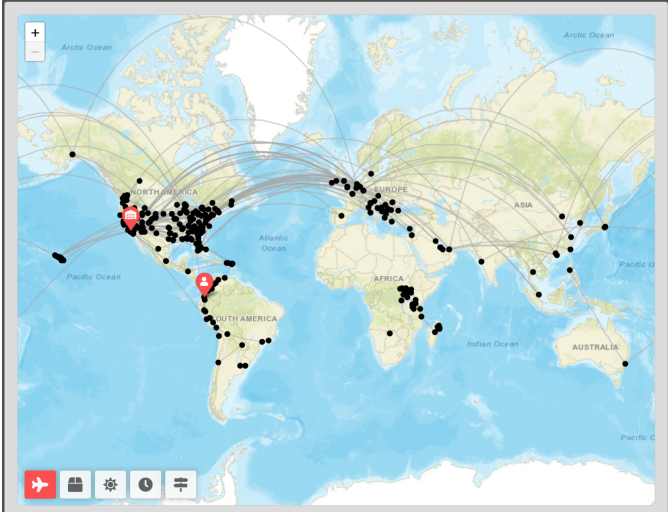 +
−
Arctic Ocean
Arctic Ocean
NORTH AMERICA
EUROPE
ASIA
Atlantic
Ocean
Pacific Ocean
Pacific O
AFRICA
SOUTH AMERICA
Indian Ocean
AUSTRALIA
Pacific O